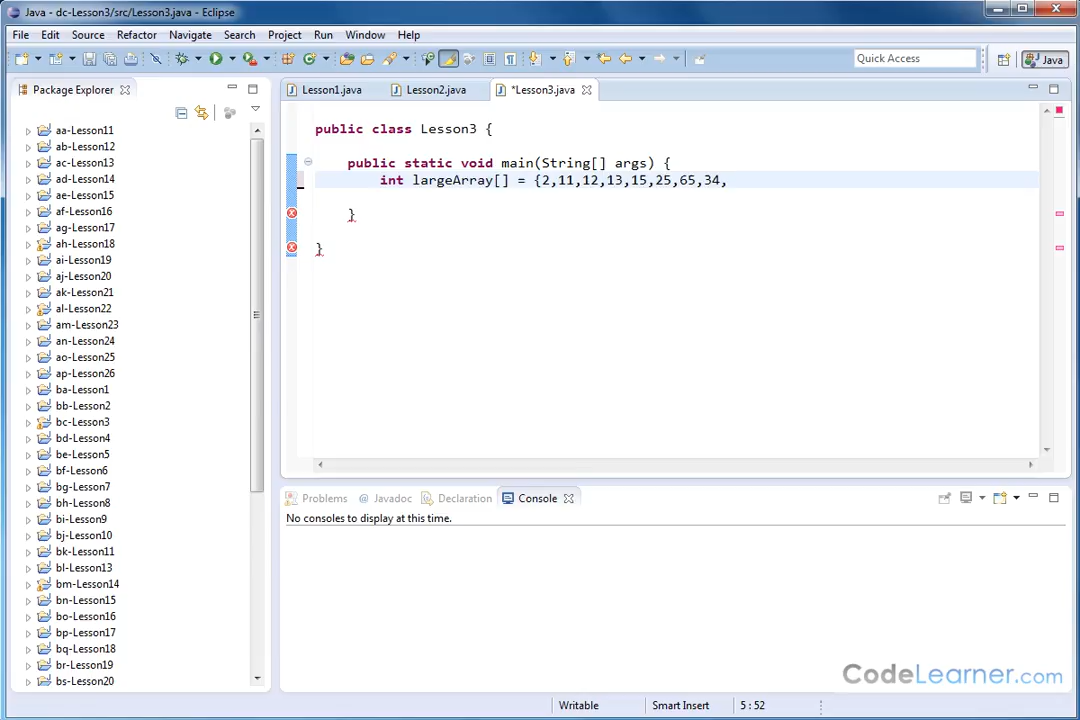 Java - dc-Lesson3/src/Lesson3.java - Eclipse
File Edit Source Refactor Navigate Search Project Run Window Help
Quick Access
Java
Package Explorer
Lesson1.java Lesson2.java *Lesson3.java
aa-Lesson11
ab-Lesson12
ac-Lesson13
ad-Lesson14
ae-Lesson15
af-Lesson16
ag-Lesson17
ah-Lesson18
ai-Lesson19
aj-Lesson20
ak-Lesson21
al-Lesson22
am-Lesson23
an-Lesson24
ao-Lesson25
ap-Lesson26
ba-Lesson1
bb-Lesson2
bc-Lesson3
bd-Lesson4
be-Lesson5
bf-Lesson6
bg-Lesson7
bh-Lesson8
bi-Lesson9
bj-Lesson10
bk-Lesson11
bl-Lesson13
bm-Lesson14
bn-Lesson15
bo-Lesson16
bp-Lesson17
bq-Lesson18
br-Lesson19
bs-Lesson20
public class Lesson3 {
public static void main(String[] args) {
int largeArray[] = {2,11,12,13,15,25,65,34,
}
}
Problems @ Javadoc Declaration Console
No consoles to display at this time.
CodeLearner.com
Writable Smart Insert 5 : 52